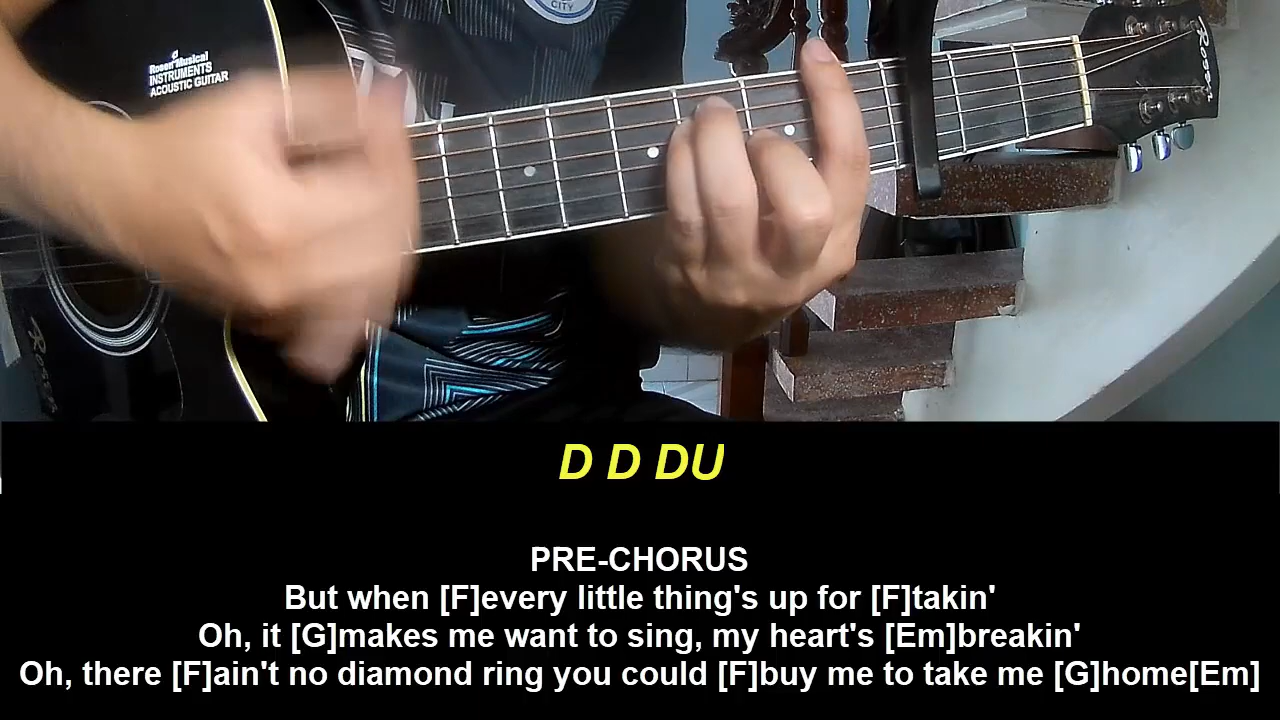 CITY
Rosen Musical
INSTRUMENTS
ACOUSTIC GUITAR
Rosen
D D DU
PRE-CHORUS
But when [F]every little thing's up for [F]takin'
Oh, it [G]makes me want to sing, my heart's [Em]breakin'
Oh, there [F]ain't no diamond ring you could [F]buy me to take me [G]home[Em]